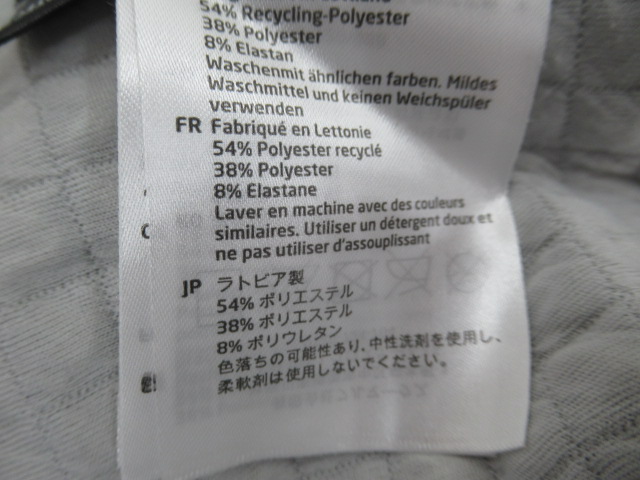 54% Recycling-Polyester
38% Polyester
8% Elastan
Waschenmit ähnlichen farben. Mildes
Waschmittel und keinen Weichspüler
verwenden
FR Fabriqué en Lettonie
54% Polyester recyclé
38% Polyester
8% Elastane
Laver en machine avec des couleurs
similaires. Utiliser un détergent doux et
ne pas utiliser d'assouplissant
JP ラトビア製
54% ポリエステル
38% ポリエステル
8% ポリウレタン
色落ちの可能性あり、中性洗剤を使用し、
柔軟剤は使用しないでください。